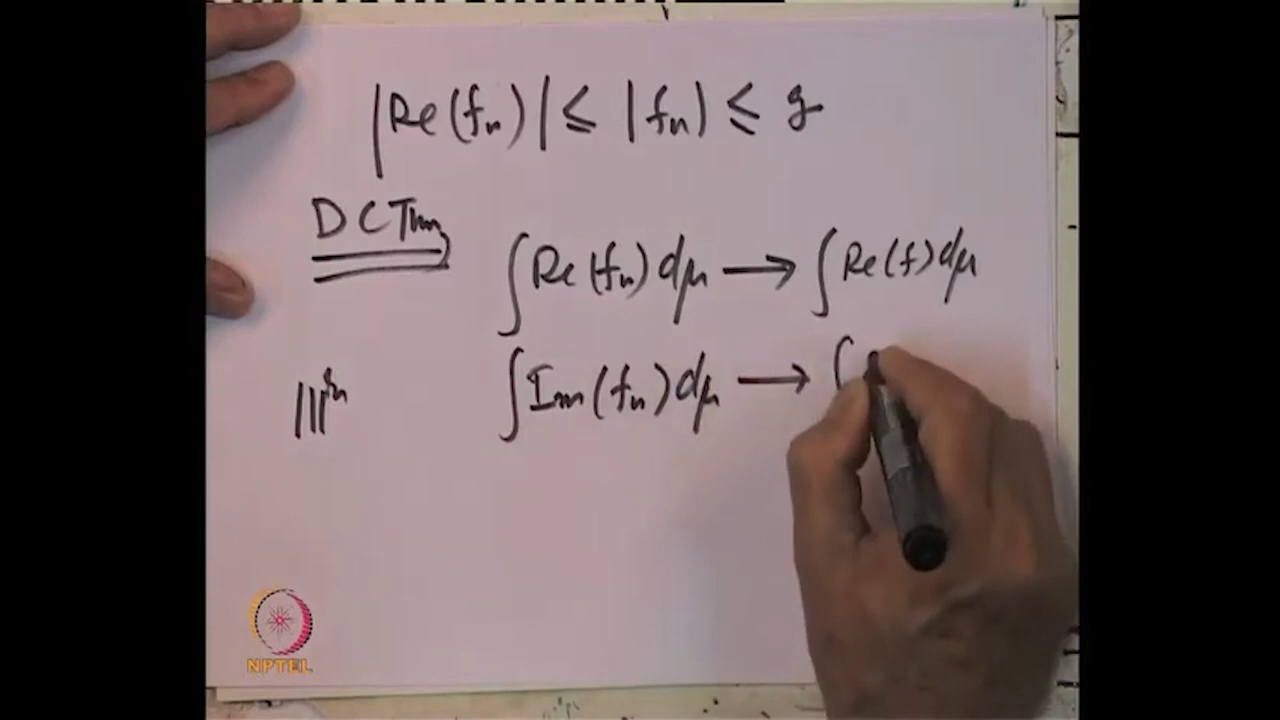 |Re(fₙ)| ≤ |fₙ| ≤ g
DCThm
∫Re(fₙ)dμ → ∫Re(f)dμ
|||ˡʸ ∫Im(fₙ)dμ → ∫
NPTEL